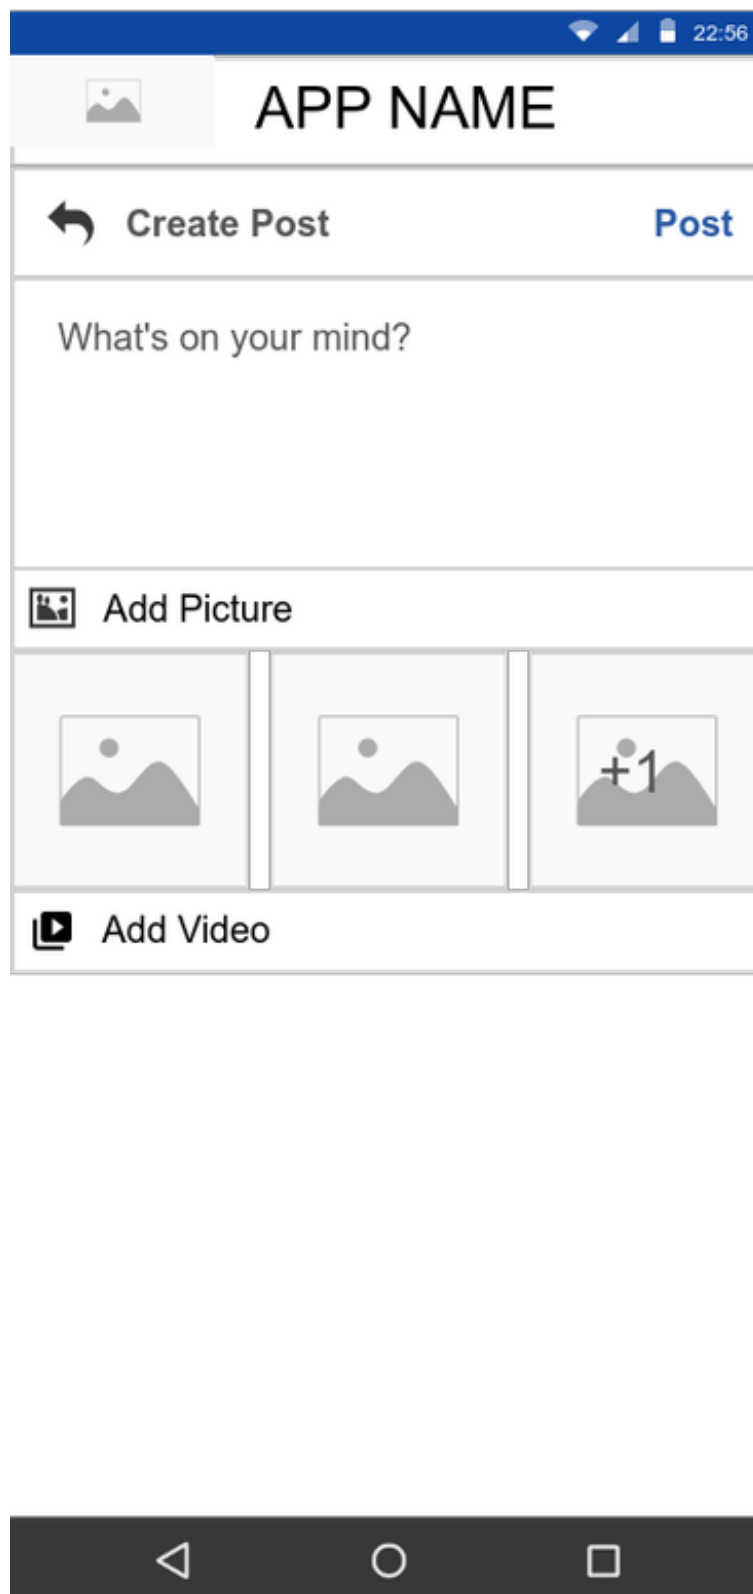 22:56
APP NAME
Create Post Post
What's on your mind?
Add Picture
+1
Add Video